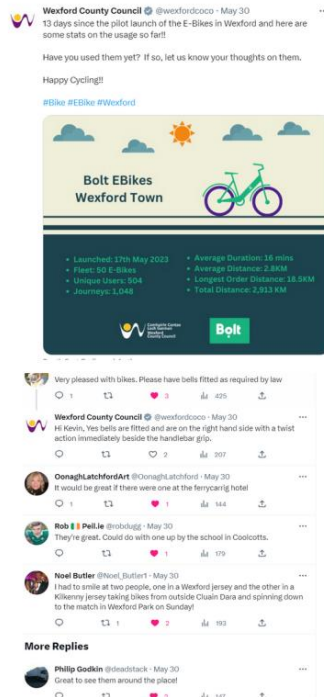 Wexford County Council @wexfordcoco · May 30
13 days since the pilot launch of the E-Bikes in Wexford and here are
some stats on the usage so far!!
Have you used them yet? If so, let us know your thoughts on them.
Happy Cycling!!
#Bike #EBike #Wexford
Bolt EBikes
Wexford Town
• Launched: 17th May 2023
• Fleet: 50 E-Bikes
• Unique Users: 504
• Journeys: 1,048
• Average Duration: 16 mins
• Average Distance: 2.8KM
• Longest Order Distance: 18.5KM
• Total Distance: 2,913 KM
Wexford County Council
Bolt
Very pleased with bikes. Please have bells fitted as required by law
1 3 425
Wexford County Council @wexfordcoco · May 30
Hi Kevin, Yes bells are fitted and are on the right hand side with a twist
action immediately beside the handlebar grip.
2 207
OonaghLatchfordArt @OonaghLatchford · May 30
It would be great if there were one at the ferrycarrig hotel
1 1 144
Rob Peil.ie @robdugg · May 30
They're great. Could do with one up by the school in Coolcotts.
1 179
Noel Butler @Noel_Butler1 · May 30
I had to smile at two people, one in a Wexford jersey and the other in a
Kilkenny jersey taking bikes from outside Cluain Dara and spinning down
to the match in Wexford Park on Sunday!
1 2 193
More Replies
Philip Godkin @deadstack · May 30
Great to see them around the place!